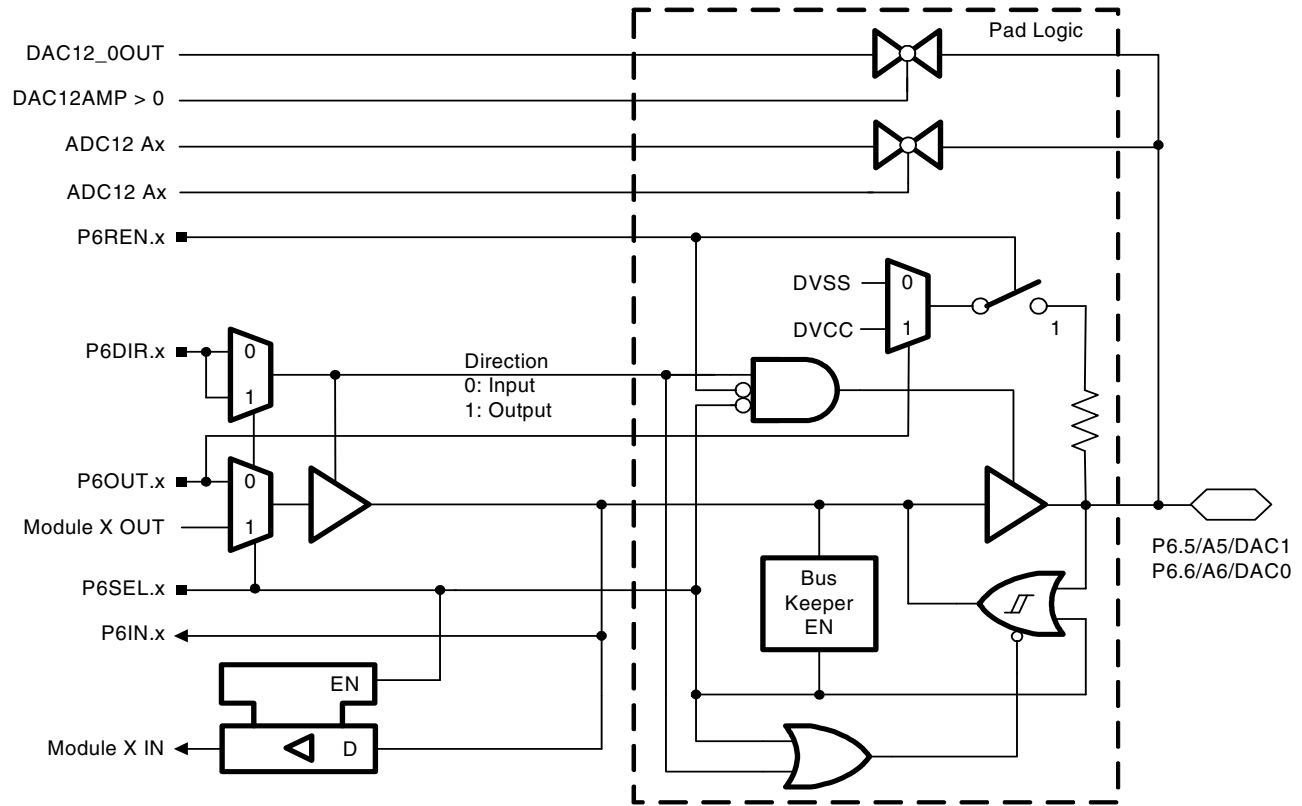 Pad Logic
DAC12_0OUT
DAC12AMP > 0
ADC12 Ax
ADC12 Ax
P6REN.x
DVSS
0
DVCC
1
1
P6DIR.x
0
1
Direction
0: Input
1: Output
P6OUT.x
0
Module X OUT
1
P6.5/A5/DAC1
P6.6/A6/DAC0
Bus
Keeper
EN
P6SEL.x
P6IN.x
EN
Module X IN
D